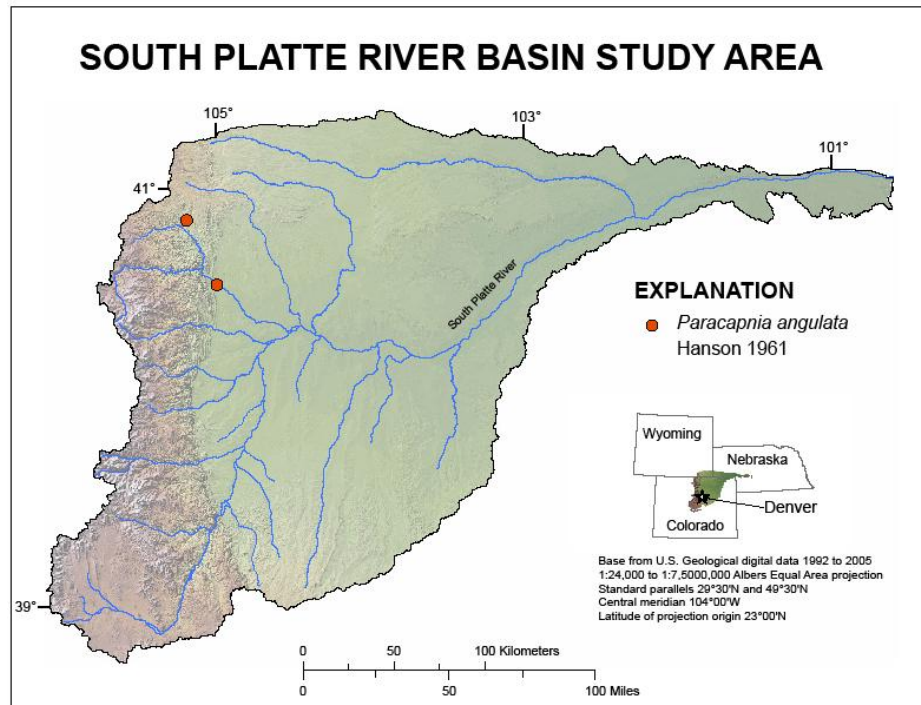 SOUTH PLATTE RIVER BASIN STUDY AREA
105°
103°
101°
41°
South Platte River
EXPLANATION
Paracapnia angulata
Hanson 1961
Wyoming
Nebraska
Denver
Colorado
Base from U.S. Geological digital data 1992 to 2005
1:24,000 to 1:7,5000,000 Albers Equal Area projection
Standard parallels 29°30'N and 49°30'N
Central meridian 104°00'W
Latitude of projection origin 23°00'N
39°
0 50 100 Kilometers
0 50 100 Miles